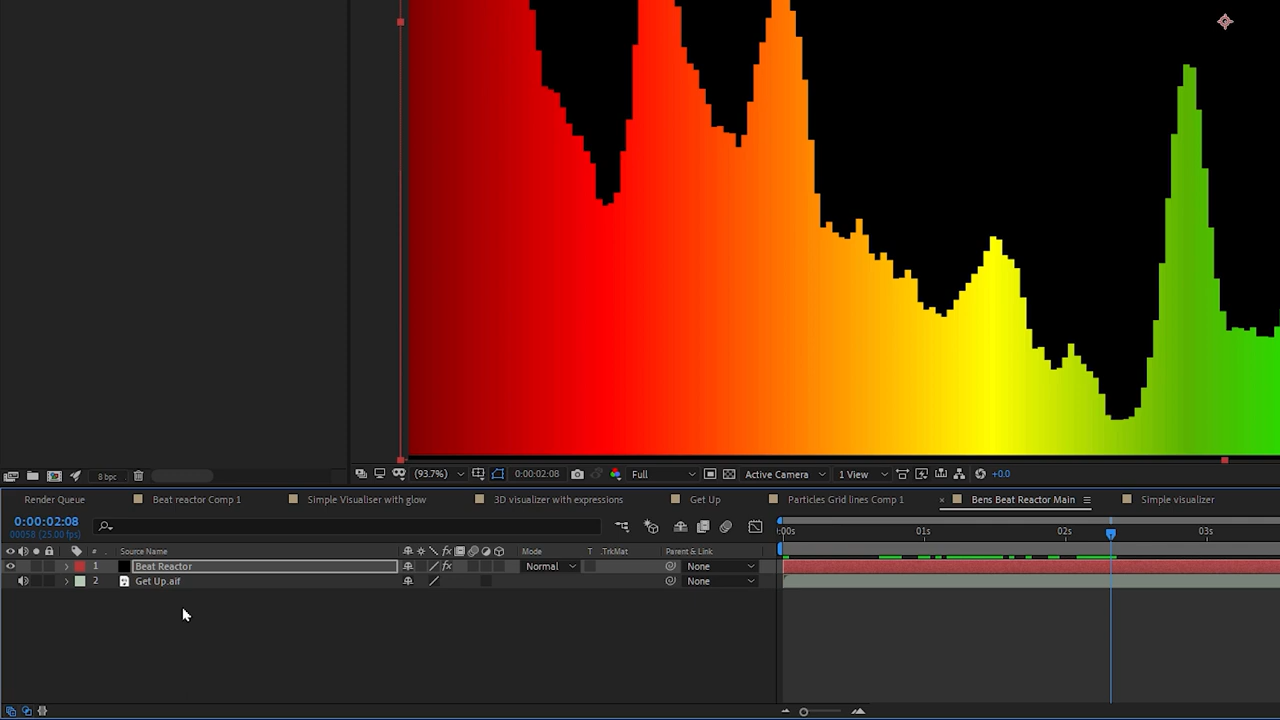 8 bpc
(93.7%)
0:00:02:08
Full
Active Camera
1 View
+0.0
Render Queue
Beat reactor Comp 1
Simple Visualiser with glow
3D visualizer with expressions
Get Up
Particles Grid lines Comp 1
× Bens Beat Reactor Main
Simple visualizer
0:00:02:08
00058 (25.00 fps)
:00s
01s
02s
03s
# Source Name
fx
Mode
T .TrkMat
Parent & Link
1 Beat Reactor
fx
Normal
None
2 Get Up.aif
None